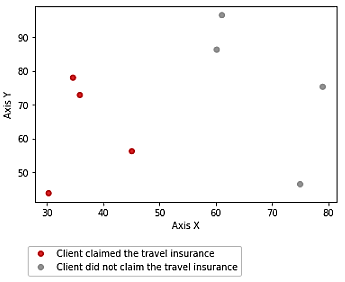 90
80
70
60
50
Axis Y
30 40 50 60 70 80
Axis X
Client claimed the travel insurance
Client did not claim the travel insurance